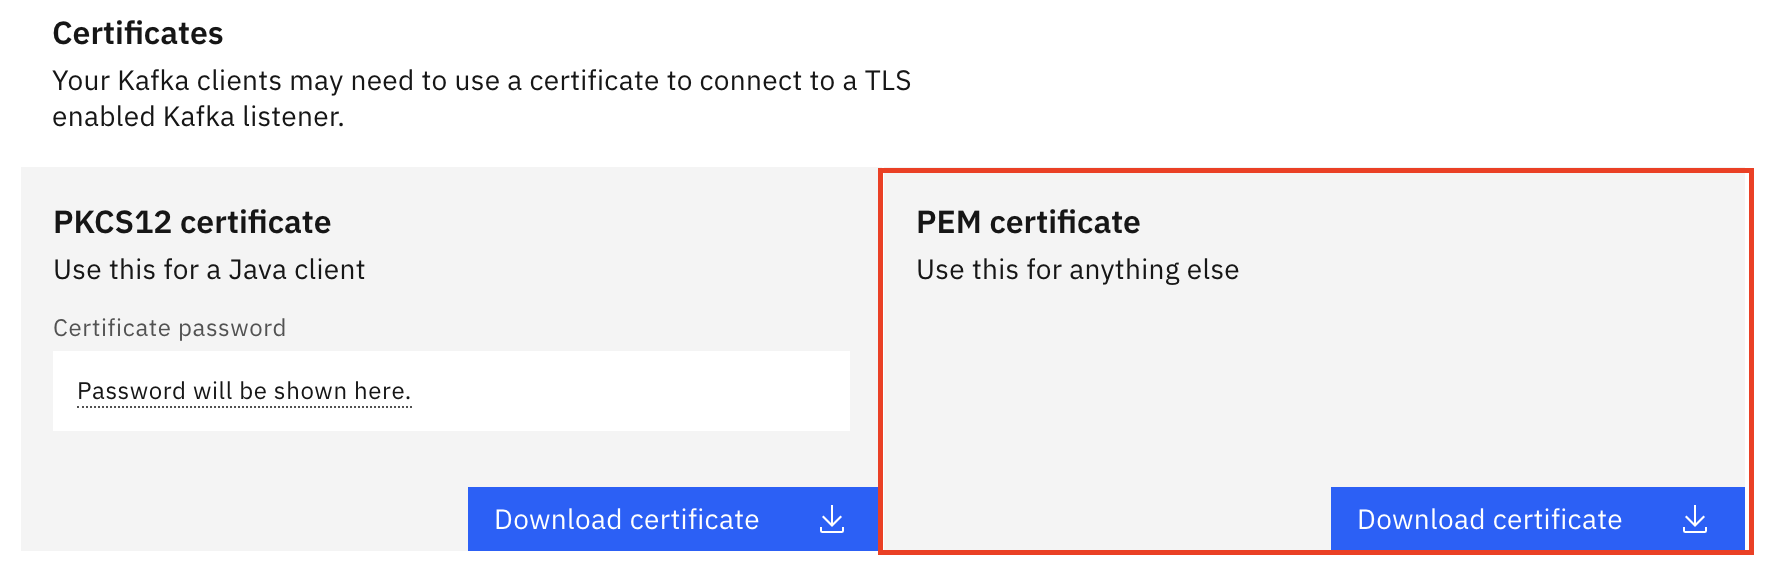 Certificates
Your Kafka clients may need to use a certificate to connect to a TLS
enabled Kafka listener.
PKCS12 certificate
Use this for a Java client
Certificate password
Password will be shown here.
Download certificate
PEM certificate
Use this for anything else
Download certificate